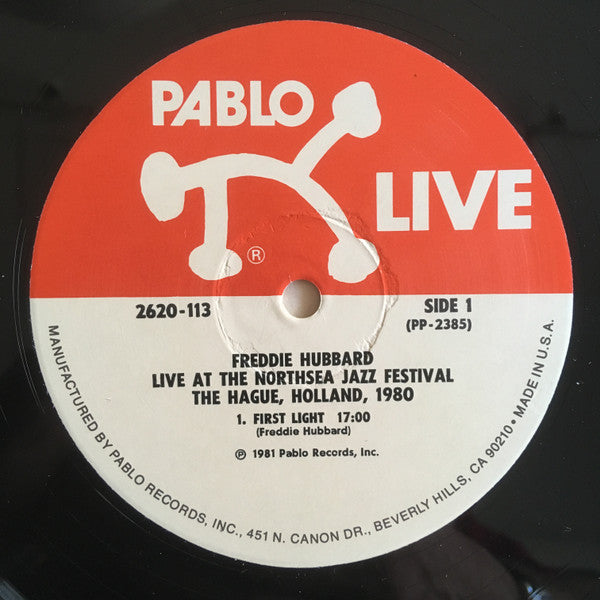 PABLO
LIVE
®
2620-113
SIDE 1
(PP-2385)
FREDDIE HUBBARD
LIVE AT THE NORTHSEA JAZZ FESTIVAL
THE HAGUE, HOLLAND, 1980
1. FIRST LIGHT 17:00
(Freddie Hubbard)
℗ 1981 Pablo Records, Inc.
MANUFACTURED BY PABLO RECORDS, INC., 451 N. CANON DR., BEVERLY HILLS, CA 90210 • MADE IN U.S.A.